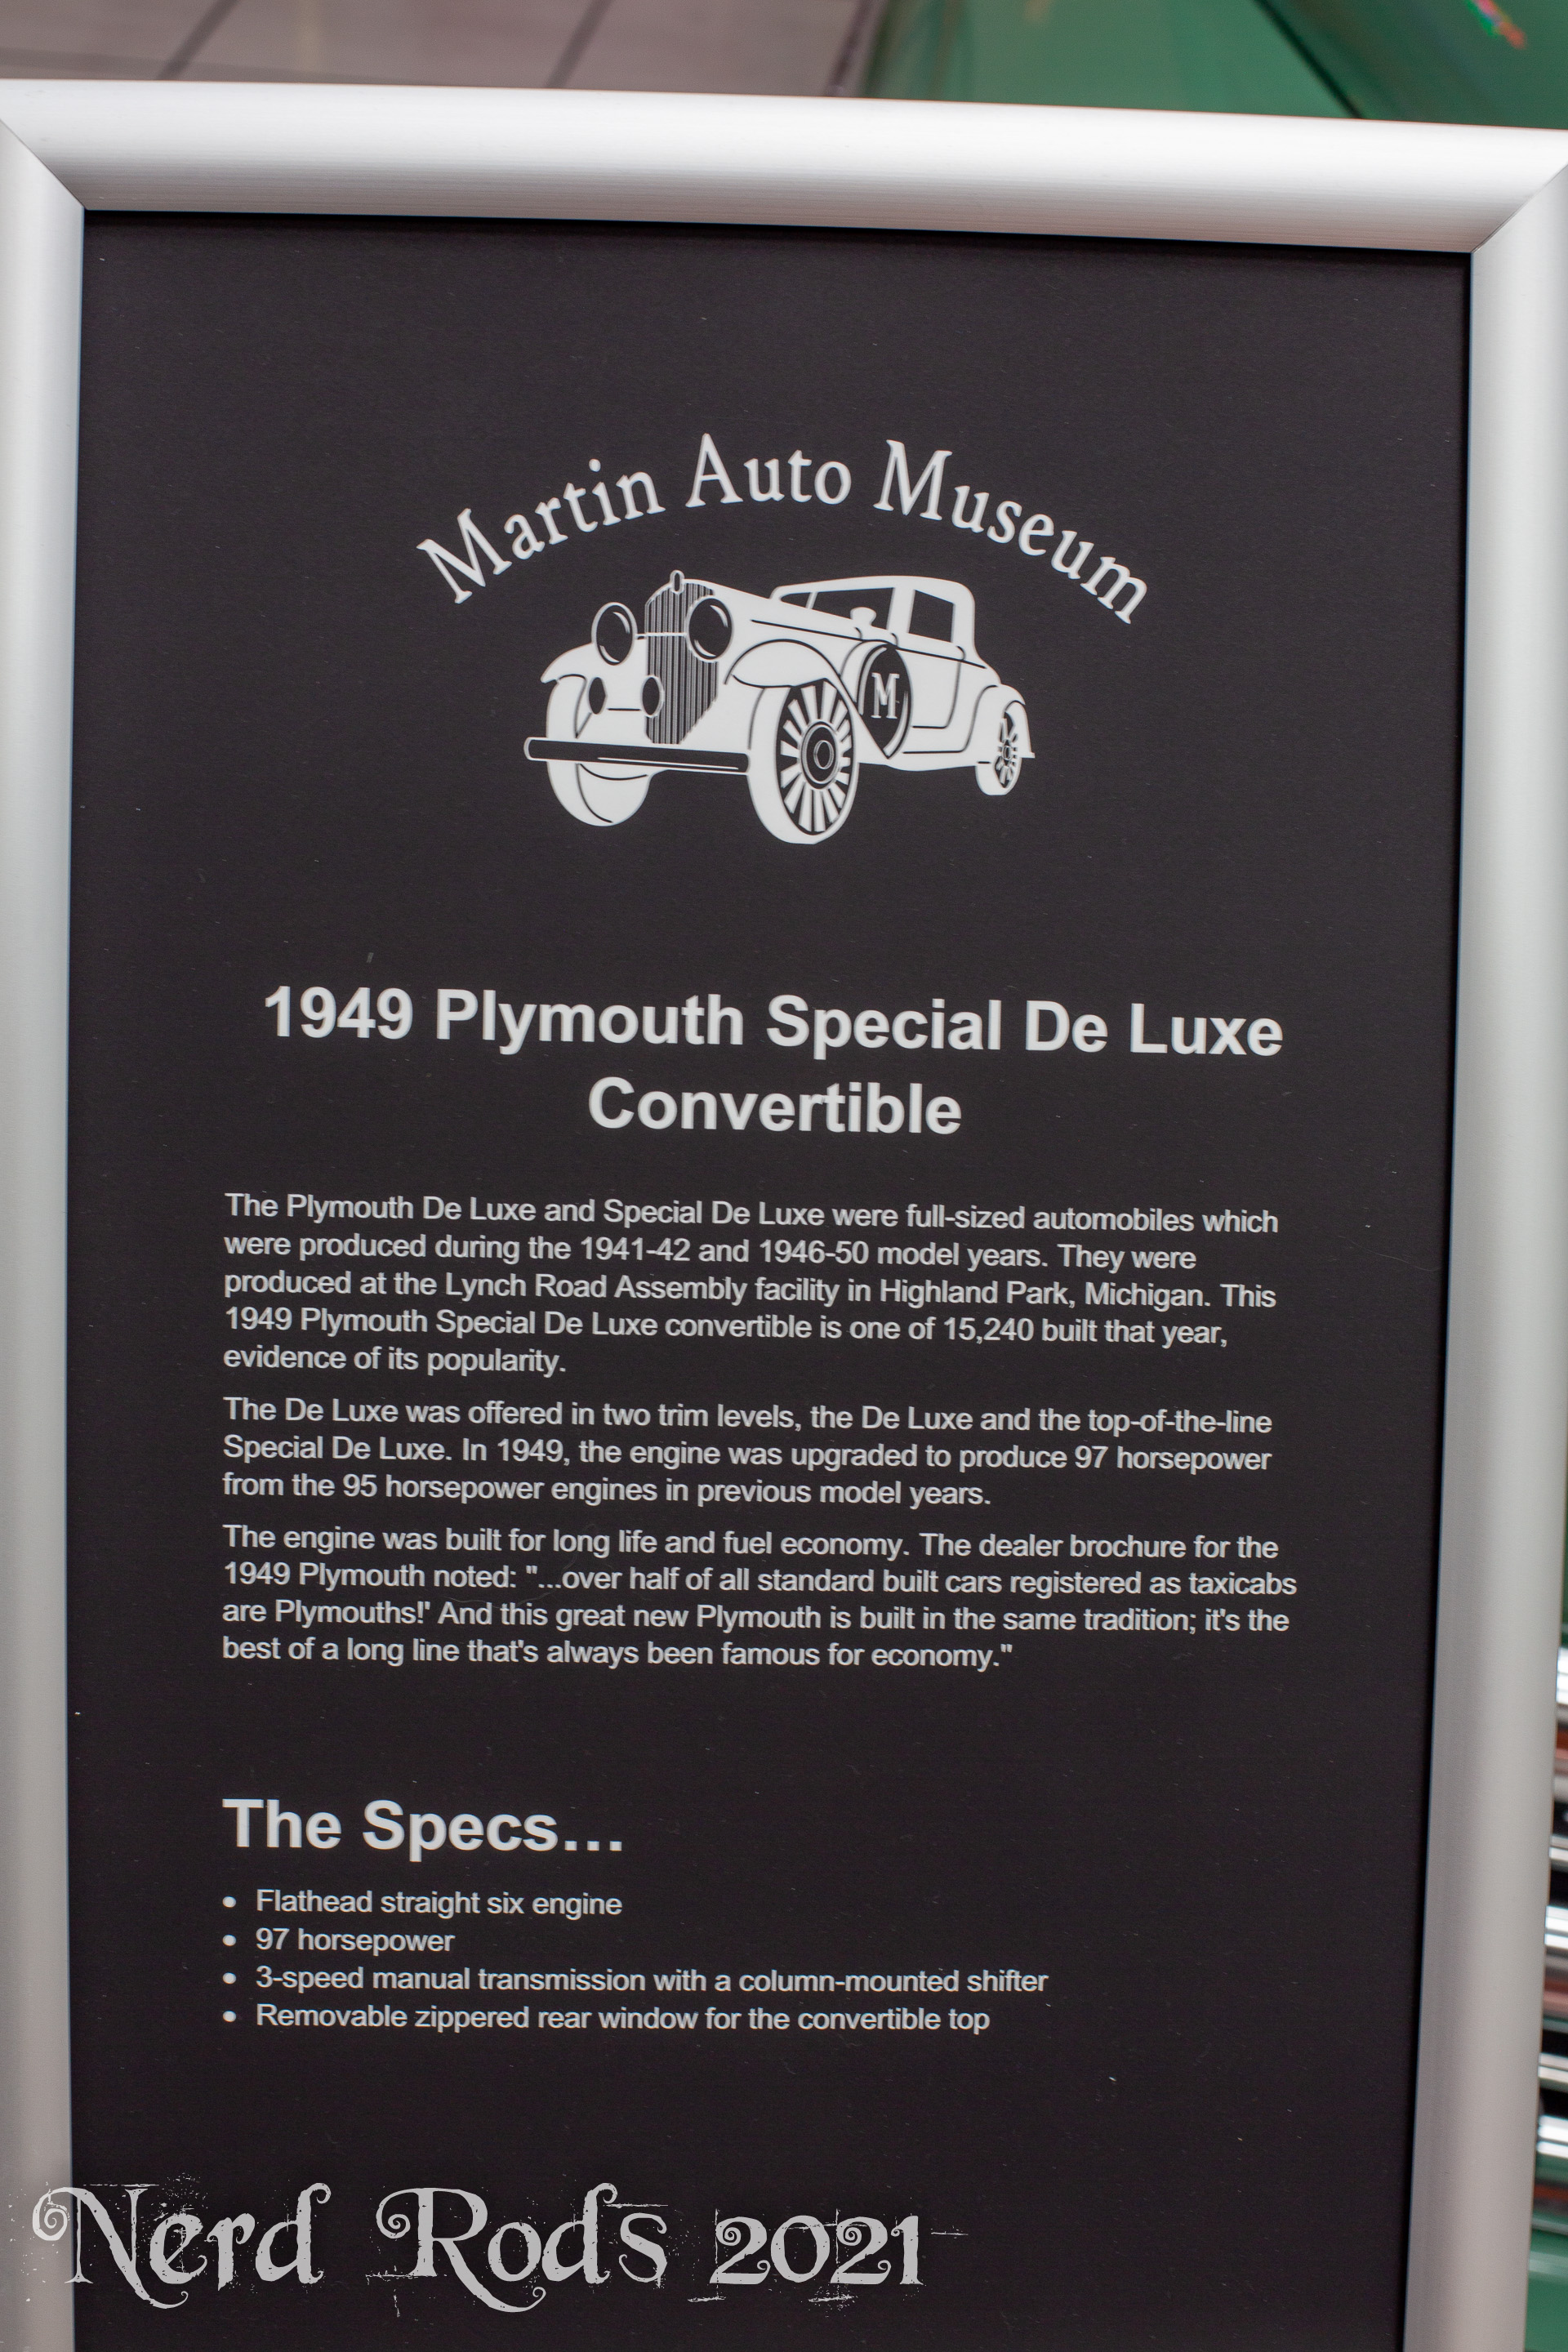 Martin Auto Museum
M
1949 Plymouth Special De Luxe
Convertible
The Plymouth De Luxe and Special De Luxe were full-sized automobiles which
were produced during the 1941-42 and 1946-50 model years. They were
produced at the Lynch Road Assembly facility in Highland Park, Michigan. This
1949 Plymouth Special De Luxe convertible is one of 15,240 built that year,
evidence of its popularity.
The De Luxe was offered in two trim levels, the De Luxe and the top-of-the-line
Special De Luxe. In 1949, the engine was upgraded to produce 97 horsepower
from the 95 horsepower engines in previous model years.
The engine was built for long life and fuel economy. The dealer brochure for the
1949 Plymouth noted: "...over half of all standard built cars registered as taxicabs
are Plymouths!' And this great new Plymouth is built in the same tradition; it's the
best of a long line that's always been famous for economy."
The Specs...
• Flathead straight six engine
• 97 horsepower
• 3-speed manual transmission with a column-mounted shifter
• Removable zippered rear window for the convertible top
Nerd Rods 2021